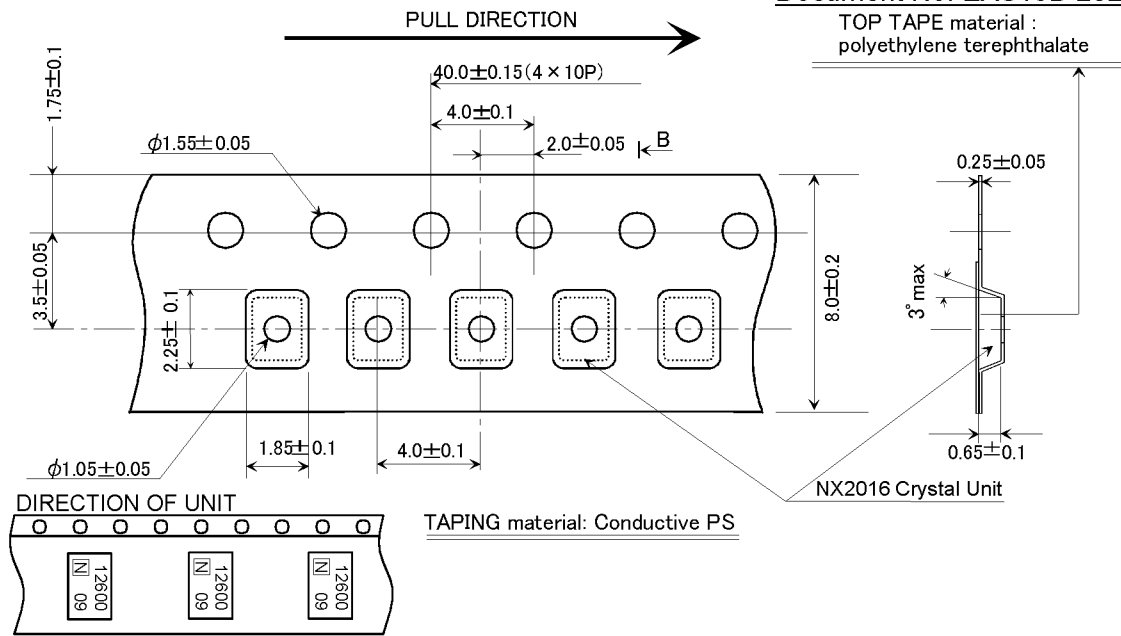 PULL DIRECTION
TOP TAPE material :
polyethylene terephthalate
1.75±0.1
40.0±0.15(4×10P)
4.0±0.1
2.0±0.05
B
φ1.55±0.05
0.25±0.05
3.5±0.05
2.25±0.1
8.0±0.2
3°max
1.85±0.1
4.0±0.1
0.65±0.1
φ1.05±0.05
NX2016 Crystal Unit
DIRECTION OF UNIT
TAPING material: Conductive PS
12600
N 09
12600
N 09
12600
N 09